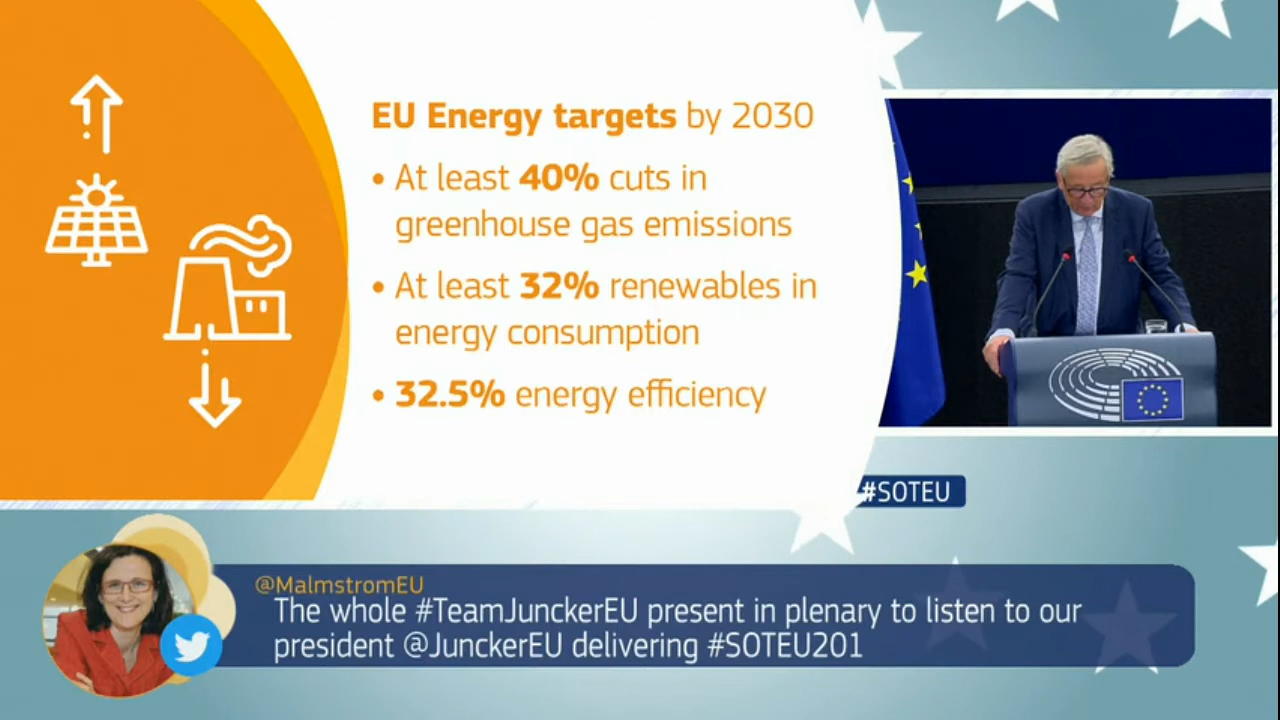 EU Energy targets by 2030
• At least 40% cuts in
greenhouse gas emissions
• At least 32% renewables in
energy consumption
• 32.5% energy efficiency
#SOTEU
@MalmstromEU
The whole #TeamJunckerEU present in plenary to listen to our
president @JunckerEU delivering #SOTEU201